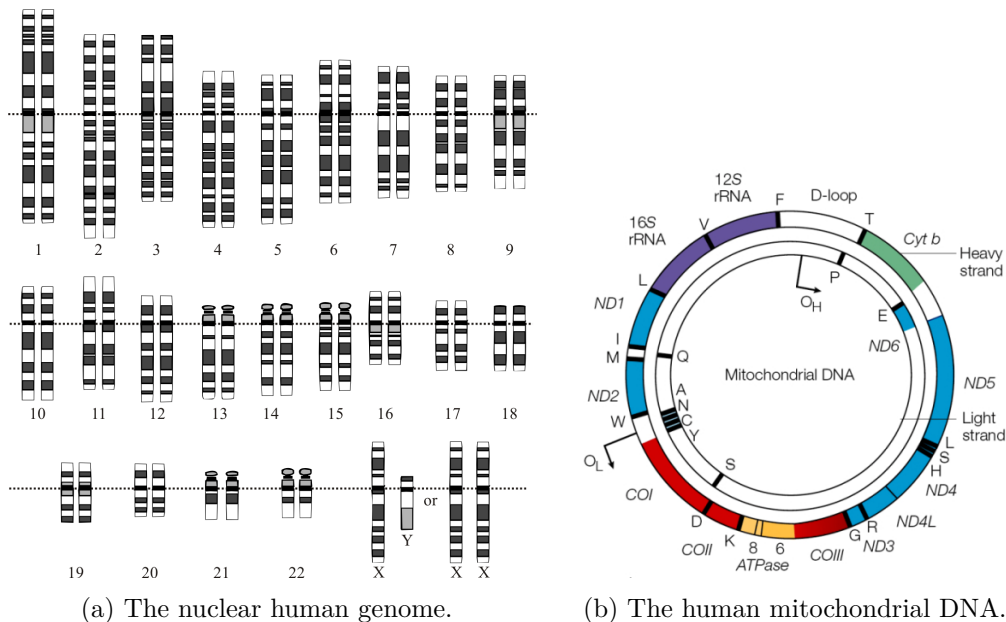 1 2 3 4 5 6 7 8 9
10 11 12 13 14 15 16 17 18
19 20 21 22 X Y or X X
(a) The nuclear human genome.
12S
rRNA
F
D-loop
T
V
16S
rRNA
Cyt b
Heavy
strand
P
O_H
L
ND1
E
ND6
I
M
Q
Mitochondrial DNA
ND5
ND2
A
N
C
Y
W
Light
strand
O_L
L
S
H
S
COI
ND4
D
R
ND4L
K
G
ND3
COII
8 6
COIII
ATPase
(b) The human mitochondrial DNA.